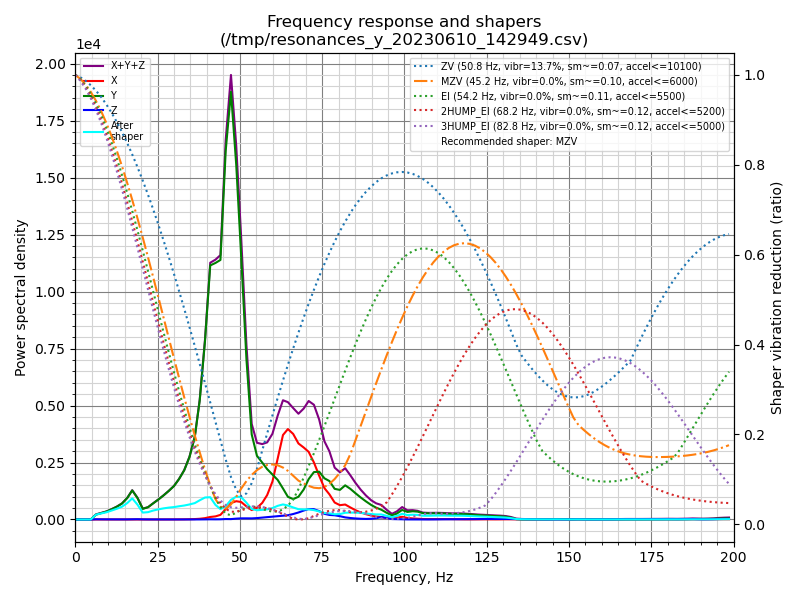 Frequency response and shapers
(/tmp/resonances_y_20230610_142949.csv)
1e4
2.00
1.75
1.50
1.25
1.00
0.75
0.50
0.25
0.00
Power spectral density
X+Y+Z
X
Y
Z
After
shaper
ZV (50.8 Hz, vibr=13.7%, sm~=0.07, accel<=10100)
MZV (45.2 Hz, vibr=0.0%, sm~=0.10, accel<=6000)
EI (54.2 Hz, vibr=0.0%, sm~=0.11, accel<=5500)
2HUMP_EI (68.2 Hz, vibr=0.0%, sm~=0.12, accel<=5200)
3HUMP_EI (82.8 Hz, vibr=0.0%, sm~=0.12, accel<=5000)
Recommended shaper: MZV
1.0
0.8
0.6
0.4
0.2
0.0
Shaper vibration reduction (ratio)
0 25 50 75 100 125 150 175 200
Frequency, Hz